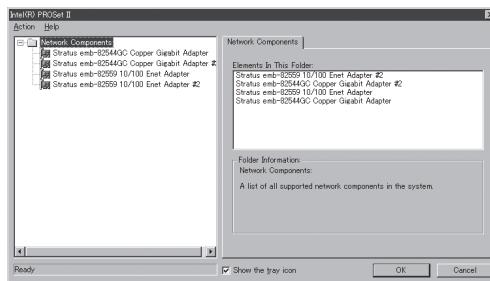 Intel(R) PROSet II
Action Help
Network Components
Stratus emb-82544GC Copper Gigabit Adapter
Stratus emb-82544GC Copper Gigabit Adapter #
Stratus emb-82559 10/100 Enet Adapter
Stratus emb-82559 10/100 Enet Adapter #2
Network Components
Elements In This Folder:
Stratus emb-82559 10/100 Enet Adapter #2
Stratus emb-82544GC Copper Gigabit Adapter #2
Stratus emb-82559 10/100 Enet Adapter
Stratus emb-82544GC Copper Gigabit Adapter
Folder Information:
Network Components:
A list of all supported network components in the system.
Ready
Show the tray icon
OK
Cancel